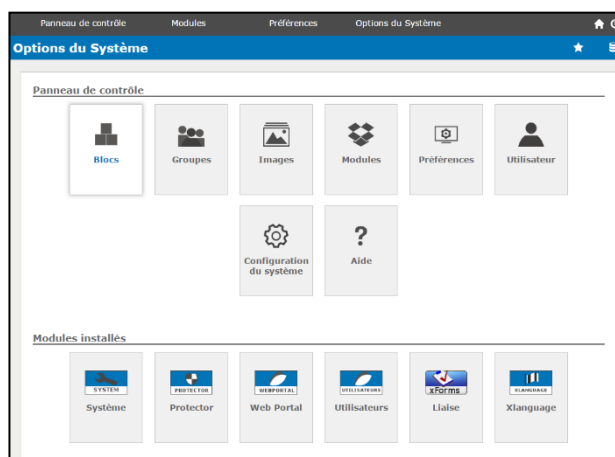 Panneau de contrôle Modules Préférences Options du Système
Options du Système
Panneau de contrôle
Blocs Groupes Images Modules Préférences Utilisateur
Configuration du système Aide
Modules installés
SYSTEM PROTECTOR WEBPORTAL UTILISATEURS xForms XLANGUAGE
Système Protector Web Portal Utilisateurs Liaise Xlanguage